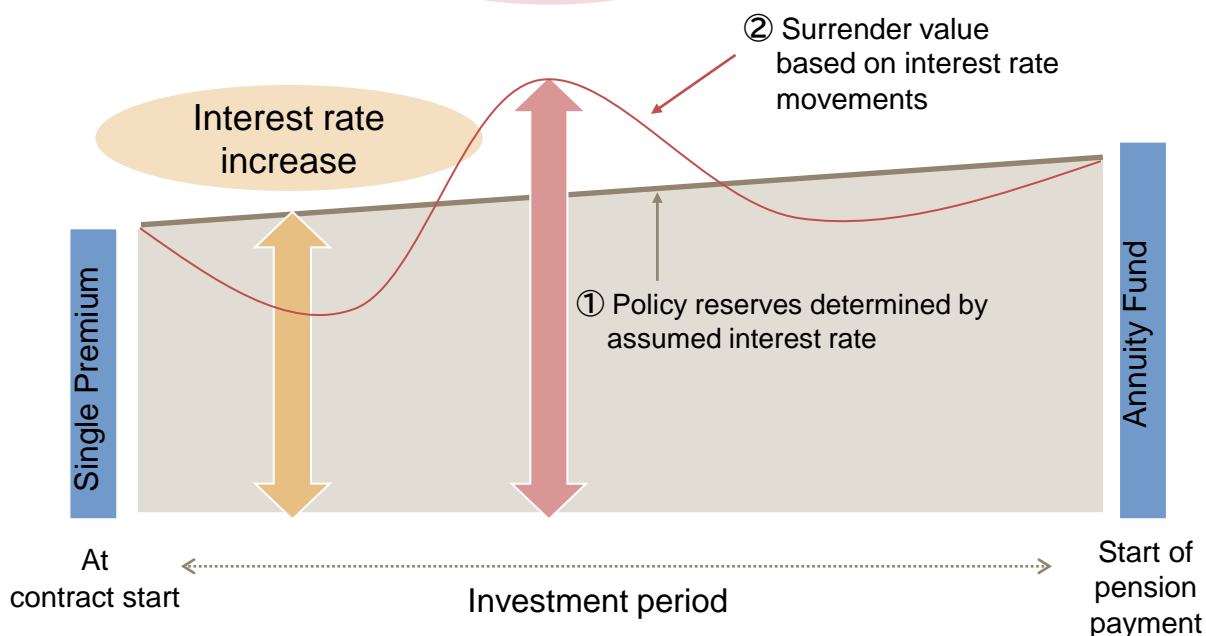 ② Surrender value
based on interest rate
movements
Interest rate
increase
① Policy reserves determined by
assumed interest rate
Single Premium
Annuity Fund
At
contract start
Investment period
Start of
pension
payment